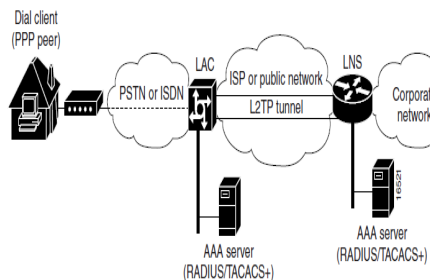 Dial client
(PPP peer)
LAC
LNS
PSTN or ISDN
ISP or public network
L2TP tunnel
Corporat
network
16521
AAA server
(RADIUS/TACACS+)
AAA server
(RADIUS/TACACS+)